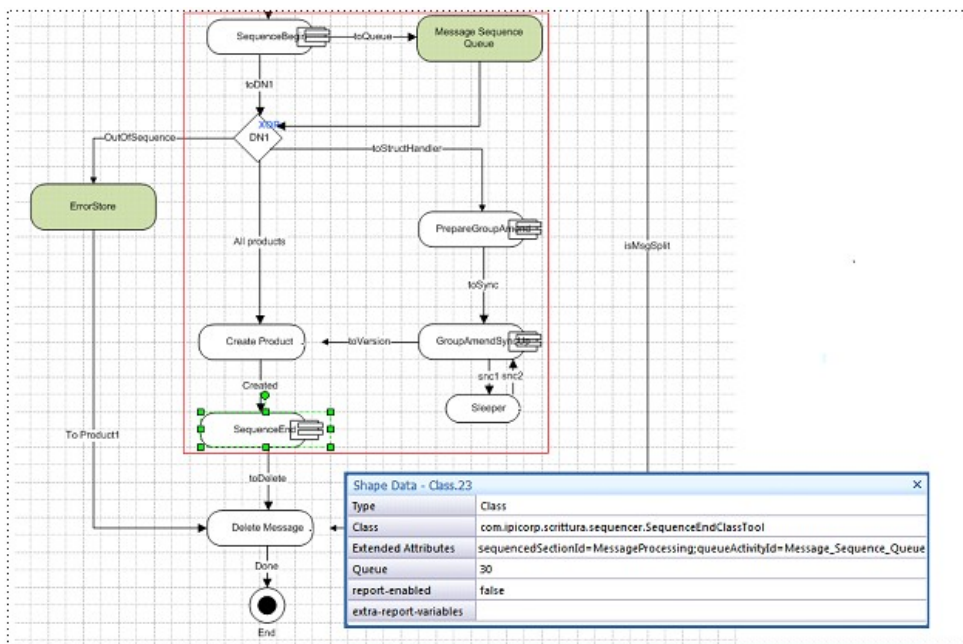 SequenceBegin
toQueue
Message Sequence
Queue
toDN1
XOR
DN1
OutOfSequence
toStructHandler
ErrorStore
PrepareGroupAmend
All products
isMsgSplit
toSync
Create Product
toVersion
GroupAmendSyncUp
Created
snc1 snc2
Sleeper
SequenceEnd
To Product1
toDelete
Delete Message
Done
End
Shape Data - Class.23
Type Class
Class com.ipicorp.scrittura.sequencer.SequenceEndClassTool
Extended Attributes sequencedSectionId=MessageProcessing;queueActivityId=Message_Sequence_Queue
Queue 30
report-enabled false
extra-report-variables